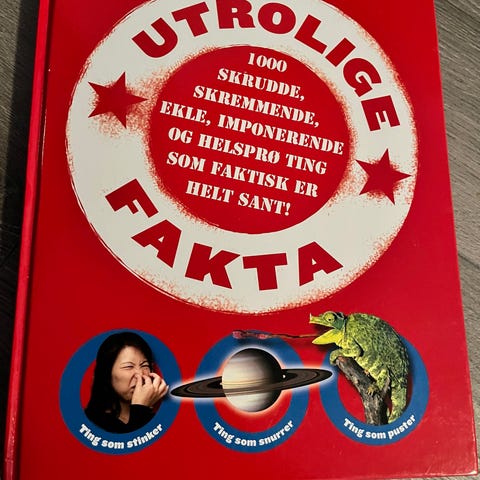 UTROLIGE
1000
SKRUDDE,
SKREMMENDE,
EKLE, IMPONERENDE
OG HELSPRØ TING
SOM FAKTISK ER
HELT SANT!
FAKTA
Ting som stinker
Ting som snurrer
Ting som puster